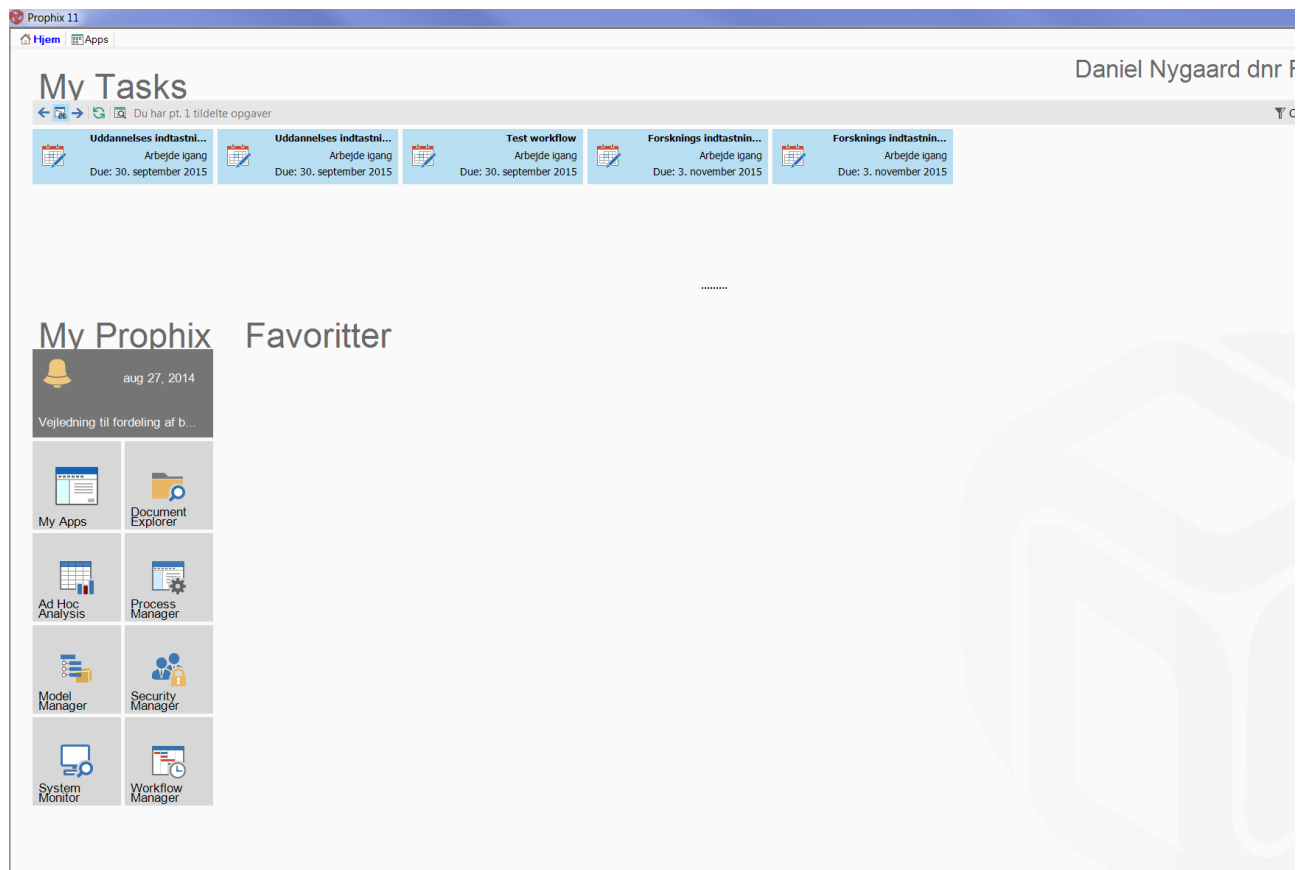 Prophix 11
Hjem Apps
Daniel Nygaard dnr
My Tasks
Du har pt. 1 tildelte opgaver
Uddannelses indtastni...
Arbejde igang
Due: 30. september 2015
Uddannelses indtastni...
Arbejde igang
Due: 30. september 2015
Test workflow
Arbejde igang
Due: 30. september 2015
Forsknings indtastnin...
Arbejde igang
Due: 3. november 2015
Forsknings indtastnin...
Arbejde igang
Due: 3. november 2015
.........
My Prophix
Favoritter
aug 27, 2014
Vejledning til fordeling af b...
My Apps
Document
Explorer
Ad Hoc
Analysis
Process
Manager
Model
Manager
Security
Manager
System
Monitor
Workflow
Manager